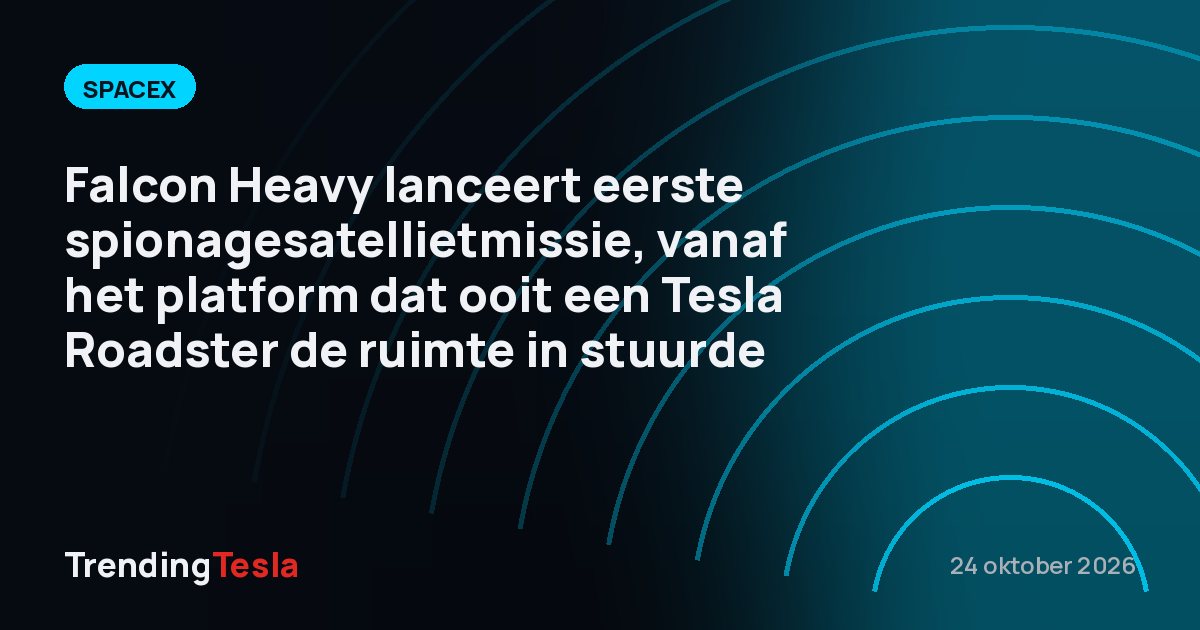 SPACEX
Falcon Heavy lanceert eerste
spionagesatellietmissie, vanaf
het platform dat ooit een Tesla
Roadster de ruimte in stuurde
TrendingTesla
24 oktober 2026